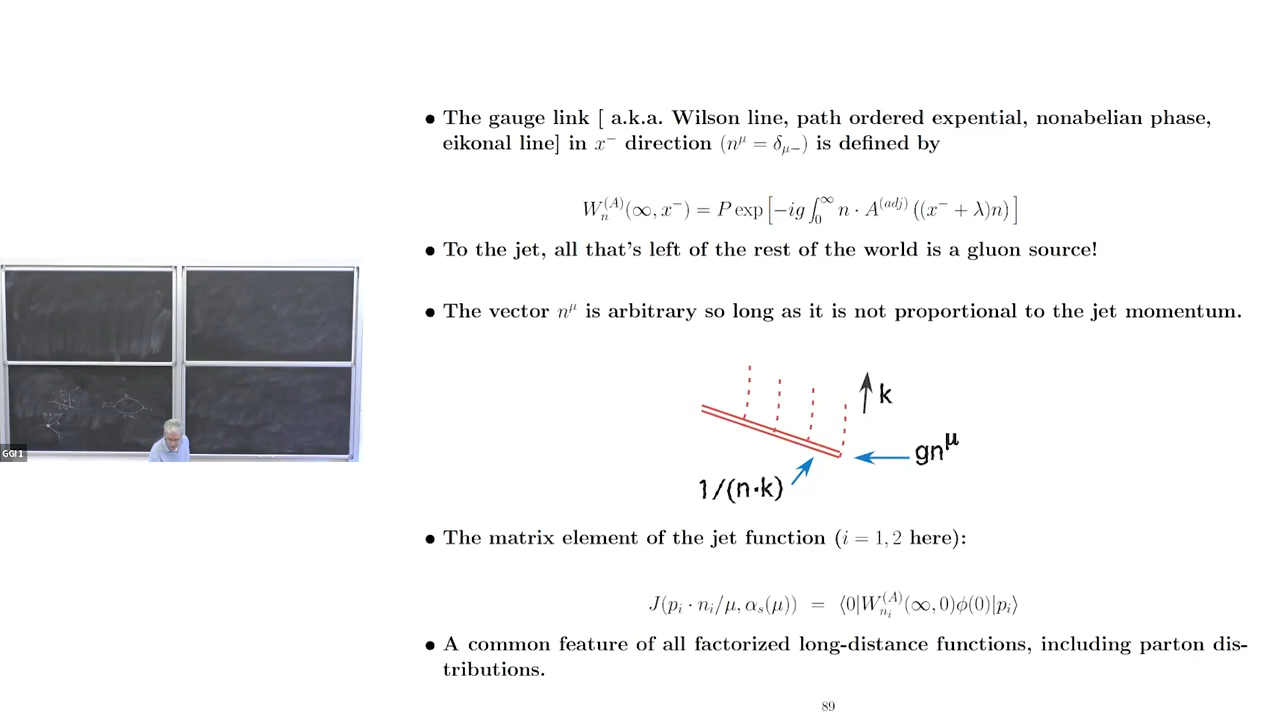 • The gauge link [ a.k.a. Wilson line, path ordered expential, nonabelian phase,
eikonal line] in x⁻ direction (n^μ = δ_{μ−}) is defined by
W_n^{(A)}(∞, x⁻) = P exp [−ig ∫_0^∞ n · A^{(adj)} ((x⁻ + λ)n) ]
• To the jet, all that's left of the rest of the world is a gluon source!
• The vector n^μ is arbitrary so long as it is not proportional to the jet momentum.
k
gn^μ
1/(n·k)
• The matrix element of the jet function (i = 1, 2 here):
J(p_i · n_i/μ, α_s(μ)) = ⟨0|W_{n_i}^{(A)}(∞, 0)φ(0)|p_i⟩
• A common feature of all factorized long-distance functions, including parton dis-
tributions.
GGI1
89